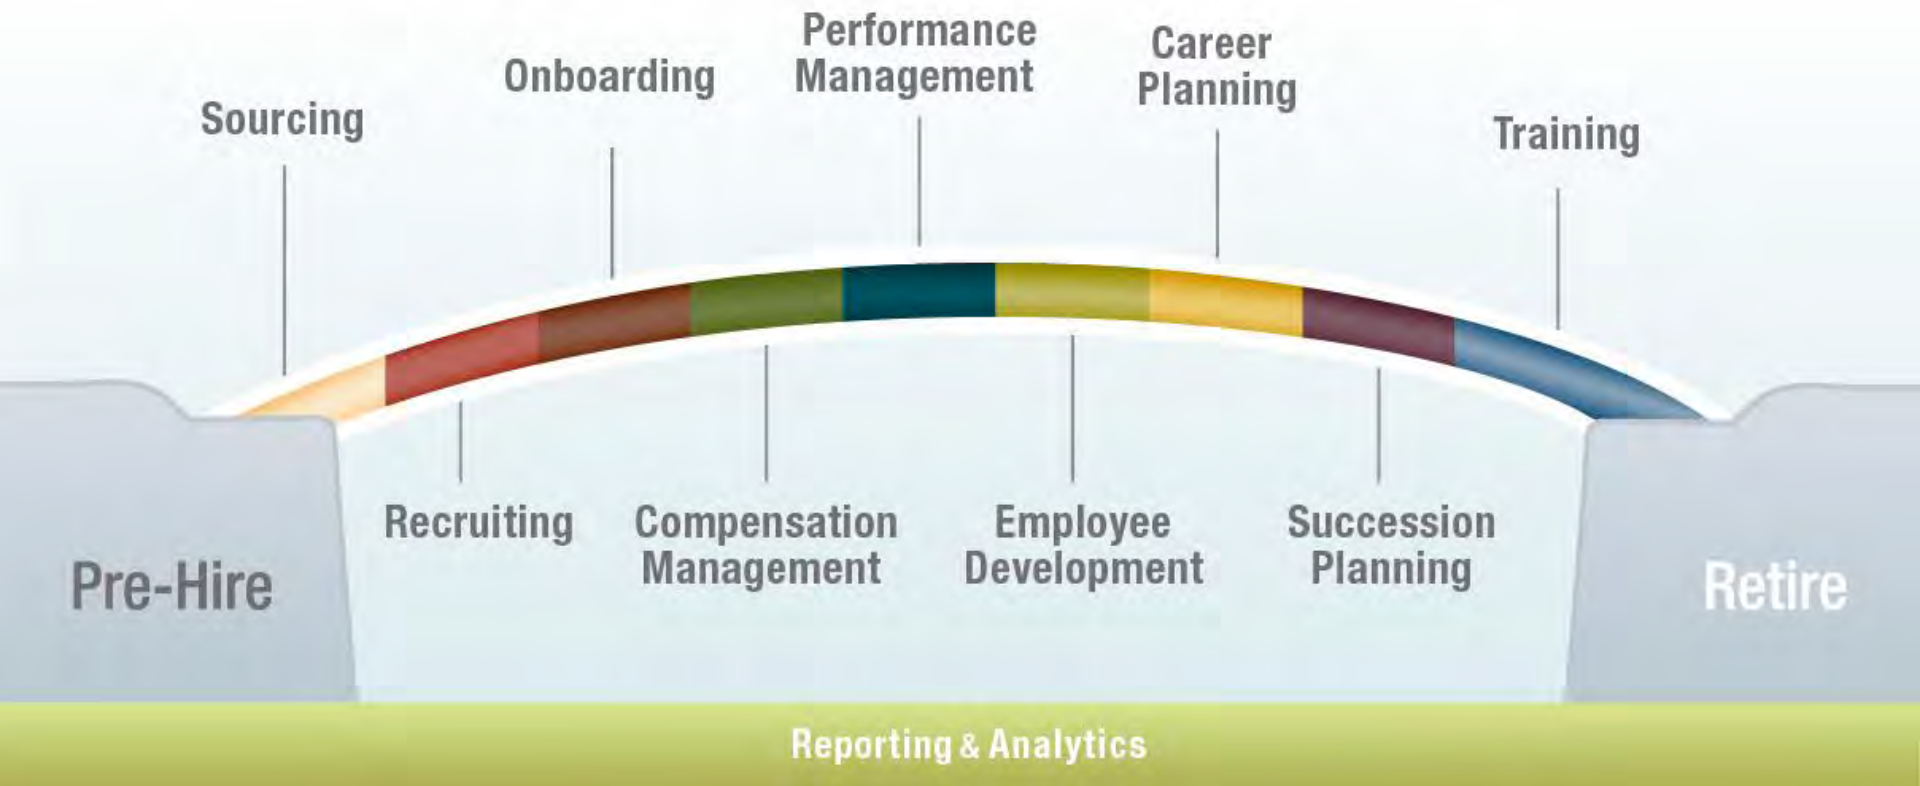 Performance
Management
Career
Planning
Onboarding
Sourcing
Training
Recruiting
Compensation
Management
Employee
Development
Succession
Planning
Pre-Hire
Retire
Reporting & Analytics